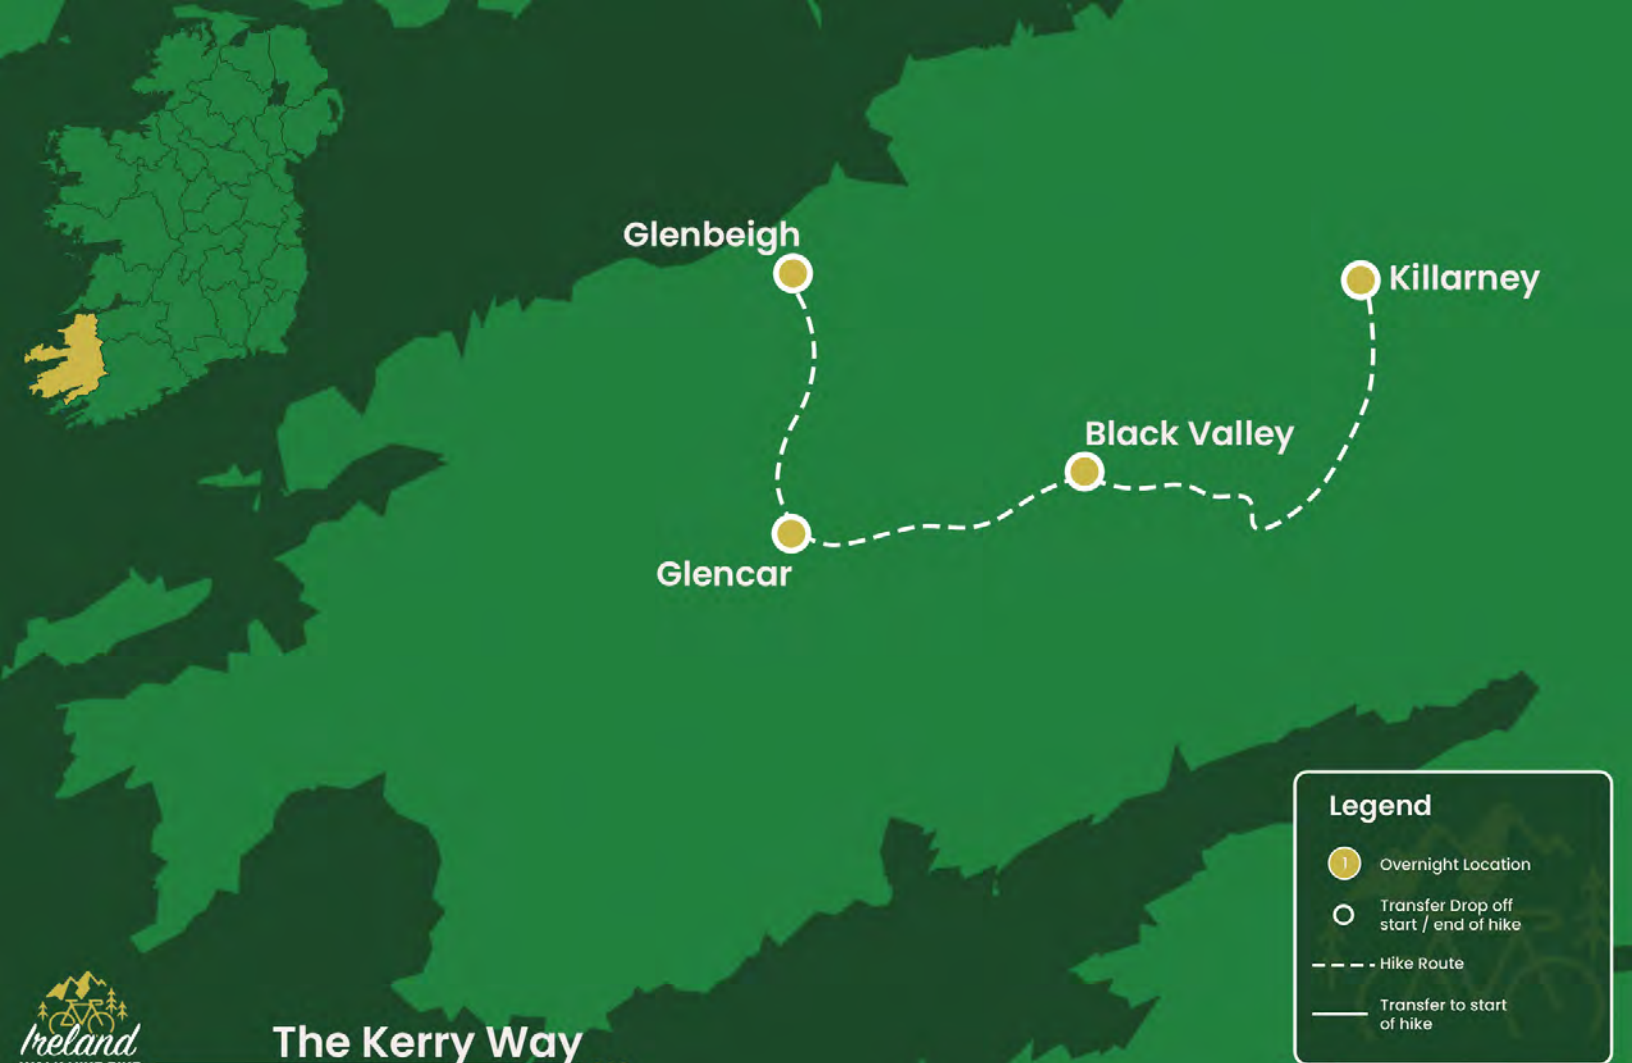 Glenbeigh
Killarney
Black Valley
Glencar
Legend
1 Overnight Location
Transfer Drop off
start / end of hike
Hike Route
Transfer to start
of hike
Ireland
The Kerry Way